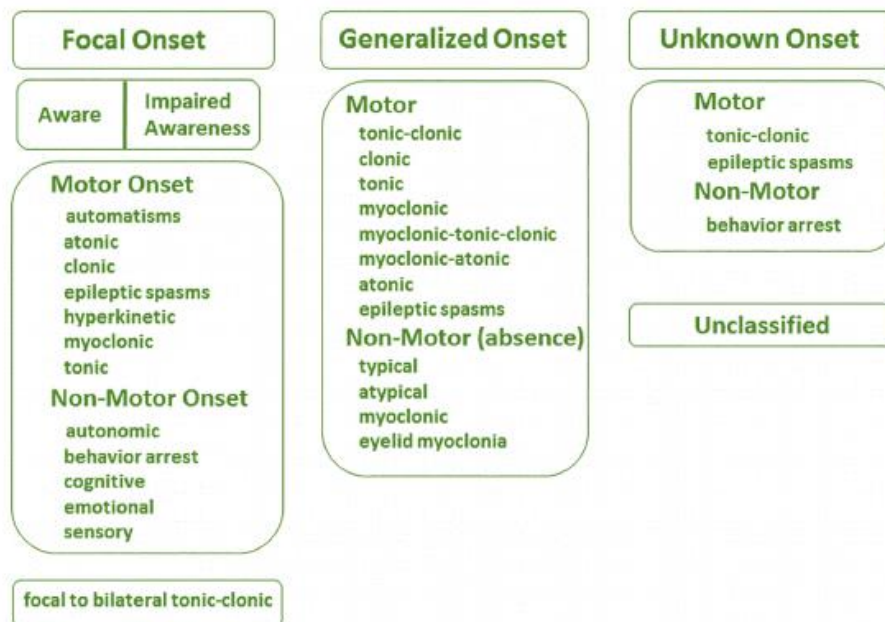 Focal Onset
Aware
Impaired
Awareness
Motor Onset
automatisms
atonic
clonic
epileptic spasms
hyperkinetic
myoclonic
tonic
Non-Motor Onset
autonomic
behavior arrest
cognitive
emotional
sensory
focal to bilateral tonic-clonic
Generalized Onset
Motor
tonic-clonic
clonic
tonic
myoclonic
myoclonic-tonic-clonic
myoclonic-atonic
atonic
epileptic spasms
Non-Motor (absence)
typical
atypical
myoclonic
eyelid myoclonia
Unknown Onset
Motor
tonic-clonic
epileptic spasms
Non-Motor
behavior arrest
Unclassified